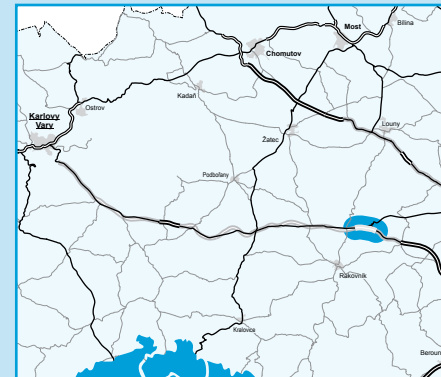 Most
Bílina
Chomutov
Kadaň
Ostrov
Karlovy
Vary
Louny
Žatec
Podbořany
Rakovník
Kralovice
Beroun